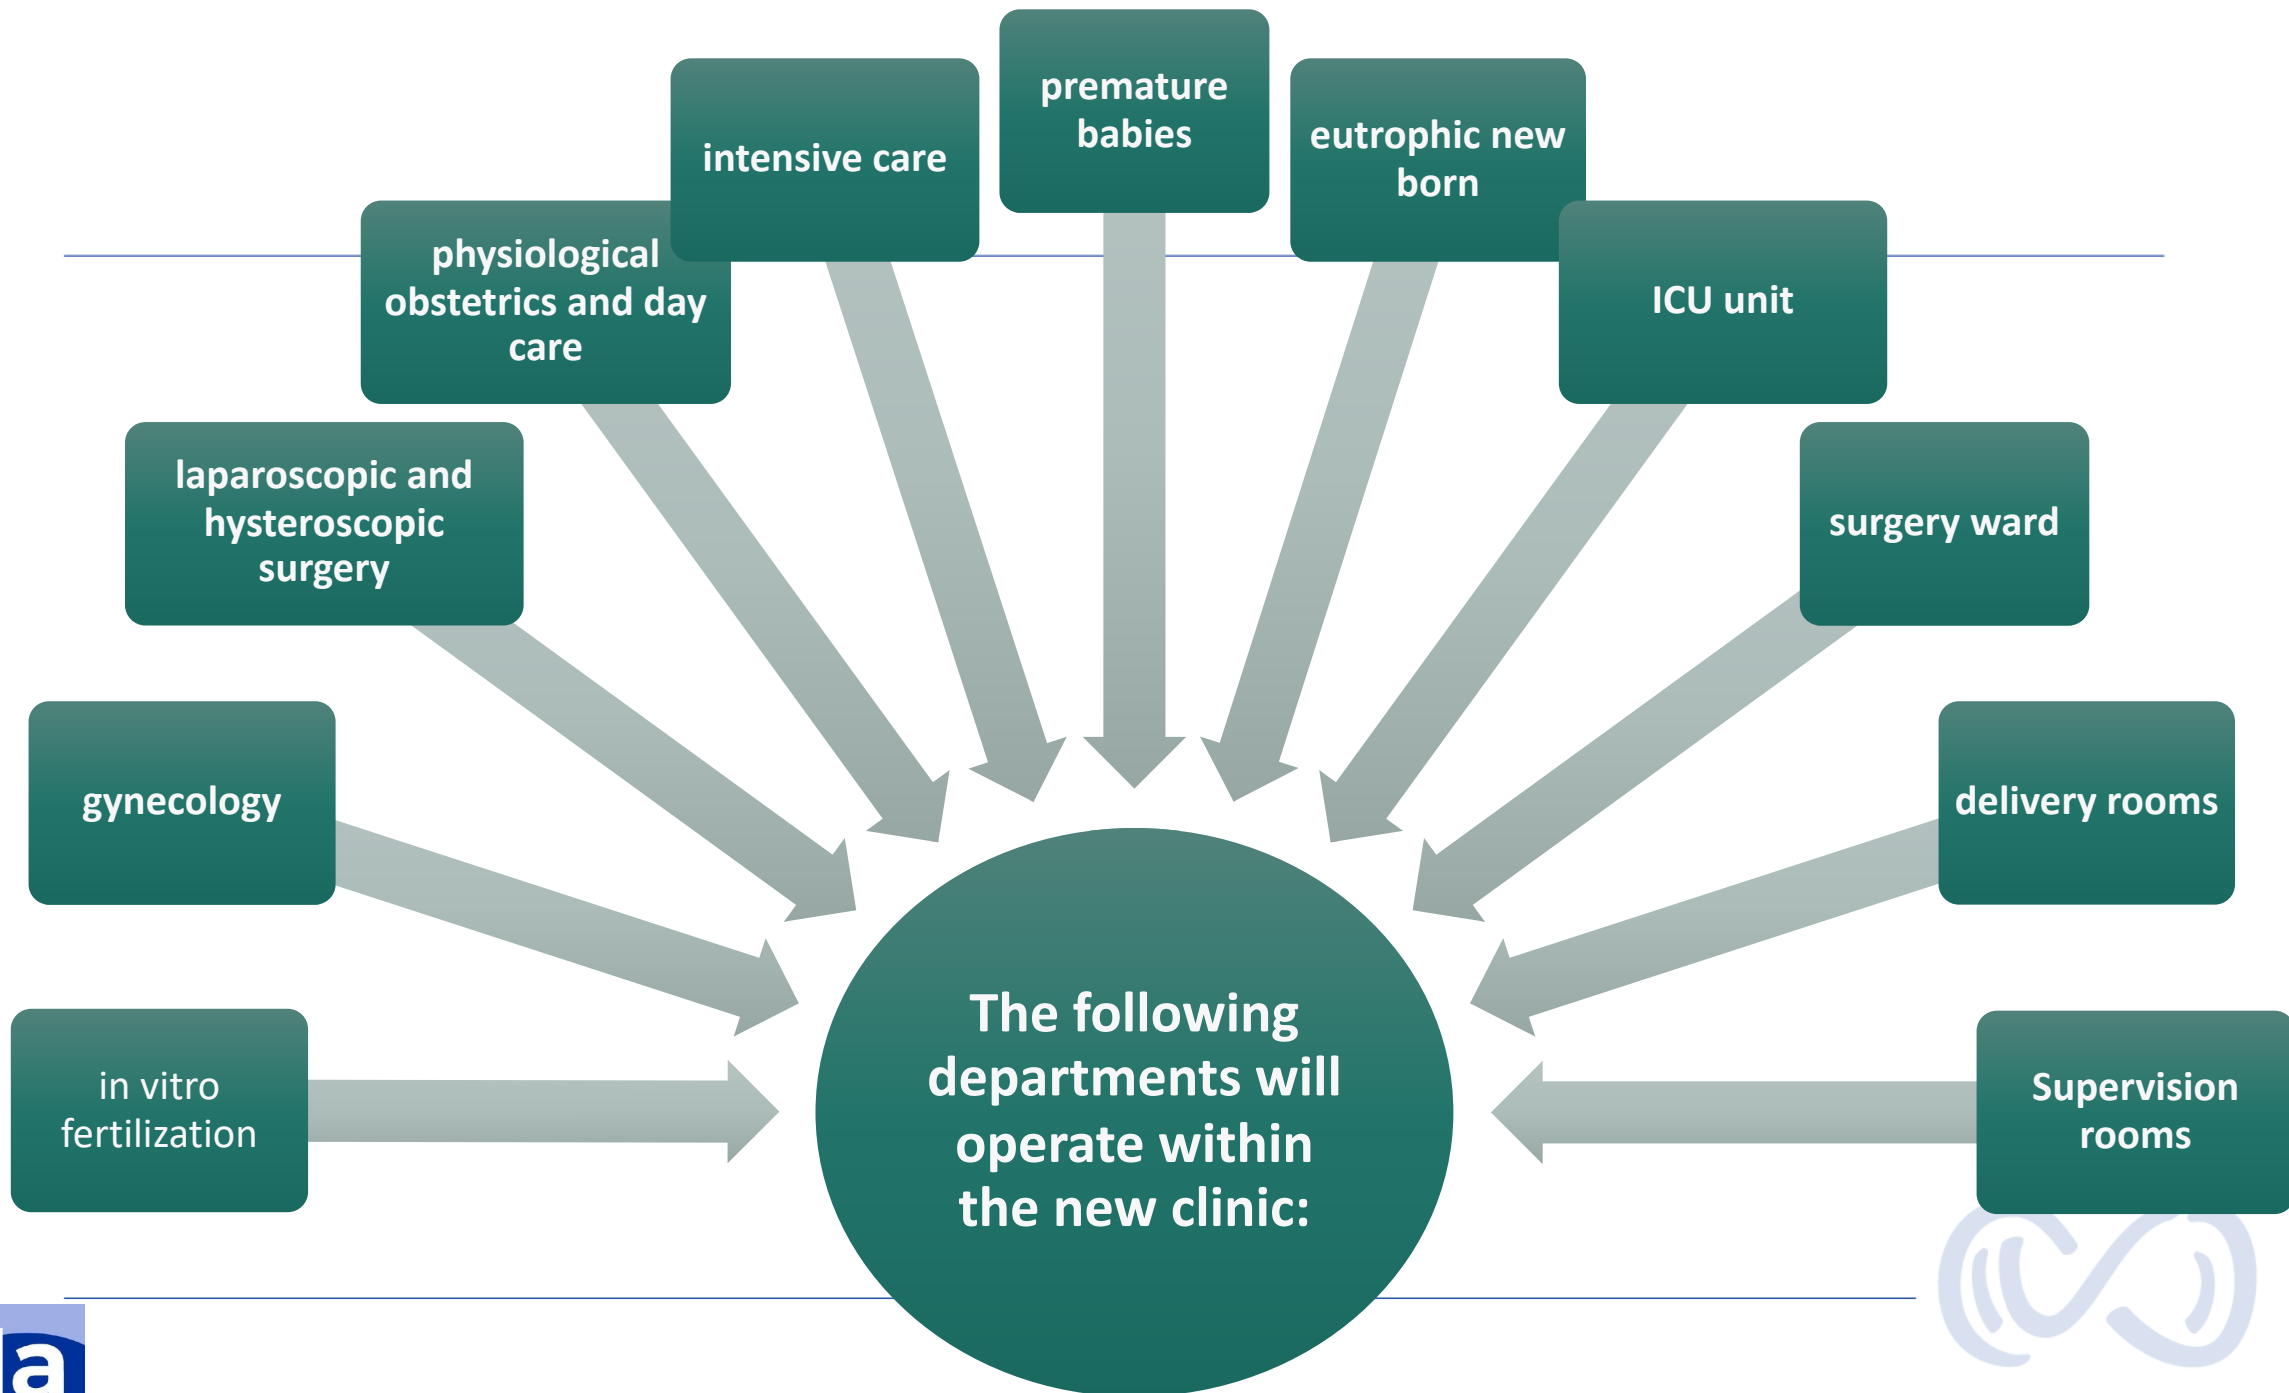 premature
babies
intensive care
eutrophic new
born
physiological
obstetrics and day
care
ICU unit
laparoscopic and
hysteroscopic
surgery
surgery ward
gynecology
delivery rooms
in vitro
fertilization
Supervision
rooms
The following
departments will
operate within
the new clinic:
a